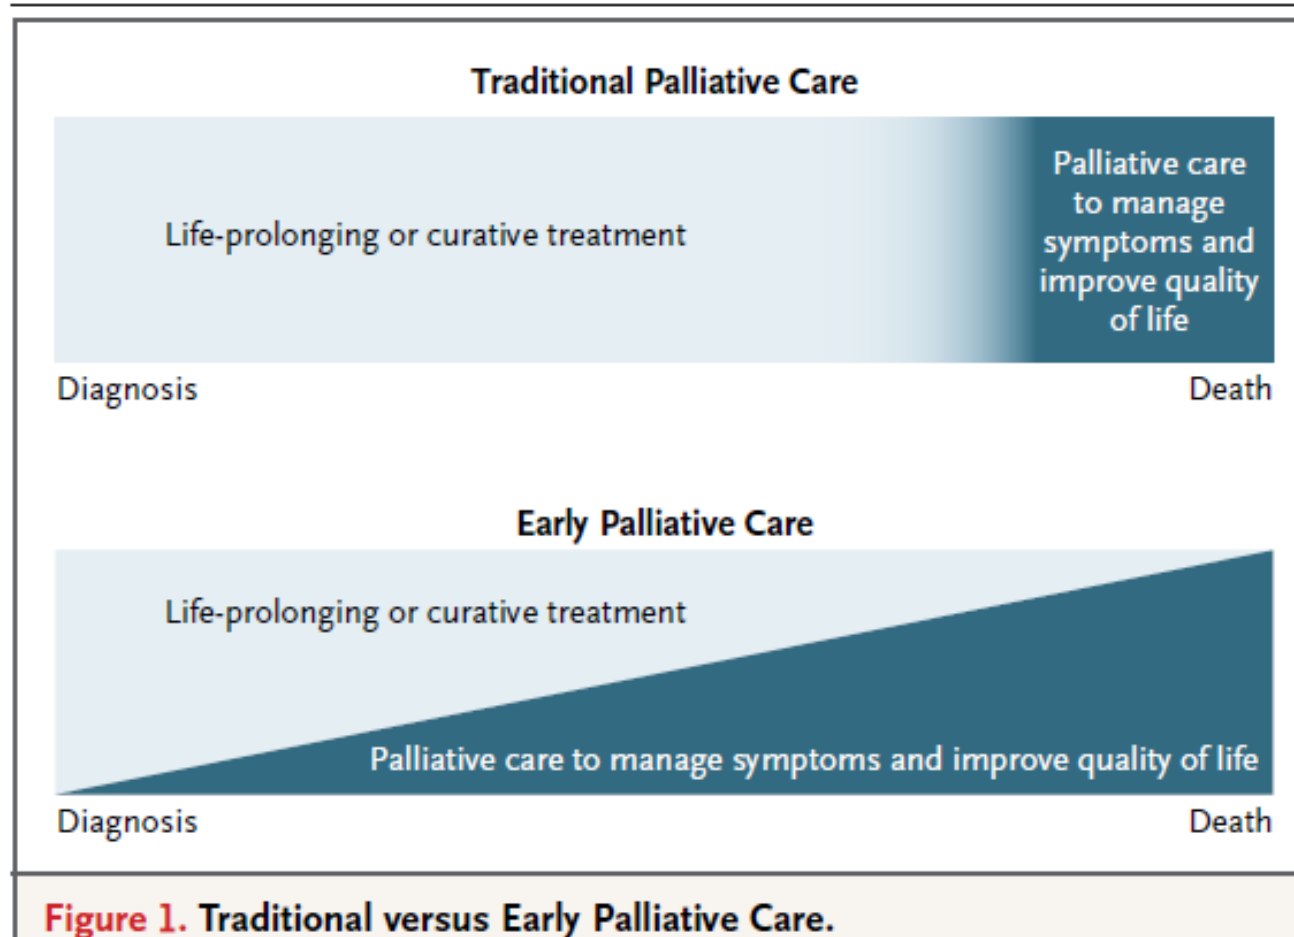 Traditional Palliative Care
Life-prolonging or curative treatment
Palliative care
to manage
symptoms and
improve quality
of life
Diagnosis
Death
Early Palliative Care
Life-prolonging or curative treatment
Palliative care to manage symptoms and improve quality of life
Diagnosis
Death
Figure 1. Traditional versus Early Palliative Care.